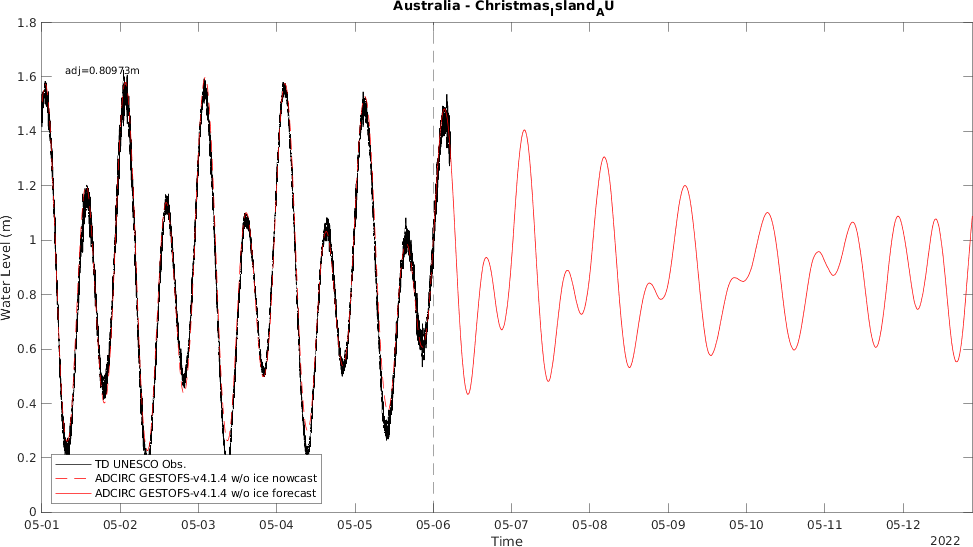 Australia - ChristmasIslandAU
adj=0.80973m
1.8
1.6
1.4
1.2
1
0.8
0.6
0.4
0.2
0
Water Level (m)
TD UNESCO Obs.
ADCIRC GESTOFS-v4.1.4 w/o ice nowcast
ADCIRC GESTOFS-v4.1.4 w/o ice forecast
05-01 05-02 05-03 05-04 05-05 05-06 05-07 05-08 05-09 05-10 05-11 05-12
Time
2022